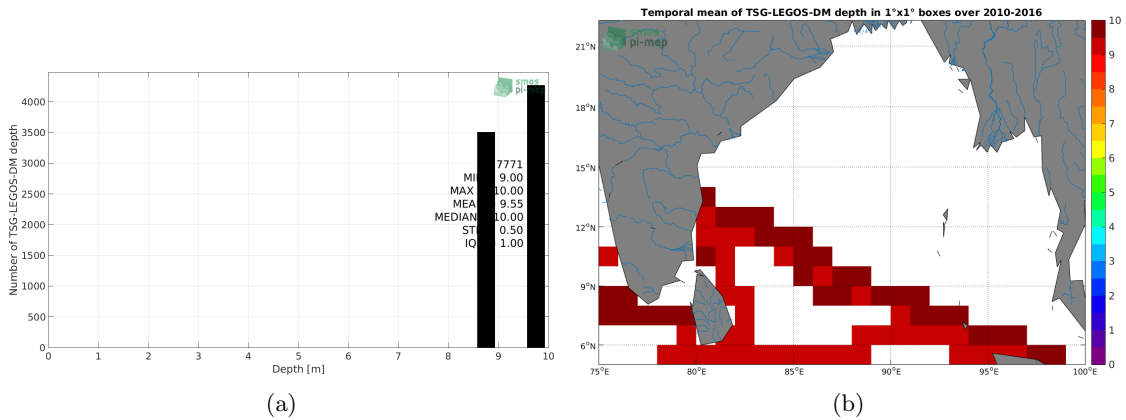 Temporal mean of TSG-LEGOS-DM depth in 1°x1° boxes over 2010-2016
smos
pi-mep
4000
3500
3000
2500
2000
1500
1000
500
0
Number of TSG-LEGOS-DM depth
7771
9.00
MAX 10.00
9.55
MEDIAN 10.00
0.50
1.00
0 1 2 3 4 5 6 7 8 9 10
Depth [m]
(a)
smos
pi-mep
21°N
18°N
15°N
12°N
9°N
6°N
75°E 80°E 85°E 90°E 95°E 100°E
10
9
8
7
6
5
4
3
2
1
0
(b)